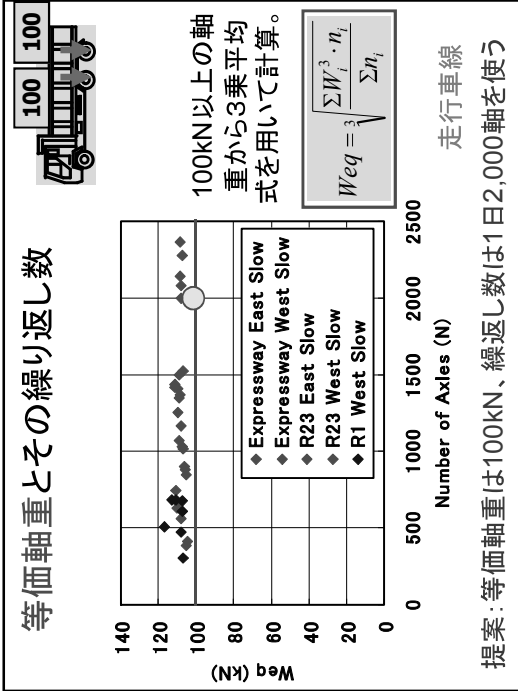 等価軸重とその繰り返し数
100 100
100kN以上の軸
重から3乗平均
式を用いて計算。
Weq = ³√(ΣW_i^3・n_i / Σn_i)
Weq (kN)
140
120
100
80
60
40
20
0
0 500 1000 1500 2000 2500
Number of Axles (N)
Expressway East Slow
Expressway West Slow
R23 East Slow
R23 West Slow
R1 West Slow
走行車線
提案：等価軸重は100kN、繰返し数は1日2,000軸を使う